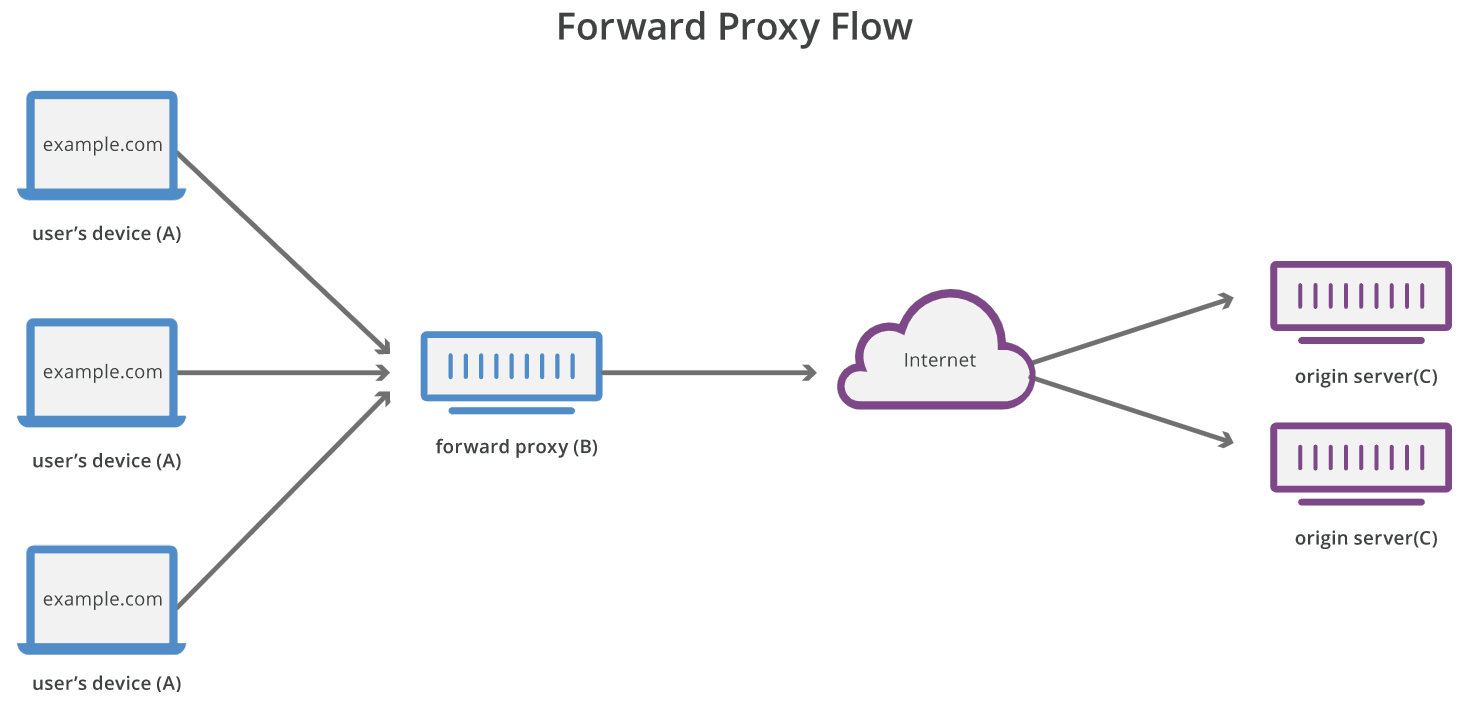 Forward Proxy Flow
example.com
user’s device (A)
example.com
user’s device (A)
example.com
user’s device (A)
forward proxy (B)
Internet
origin server(C)
origin server(C)